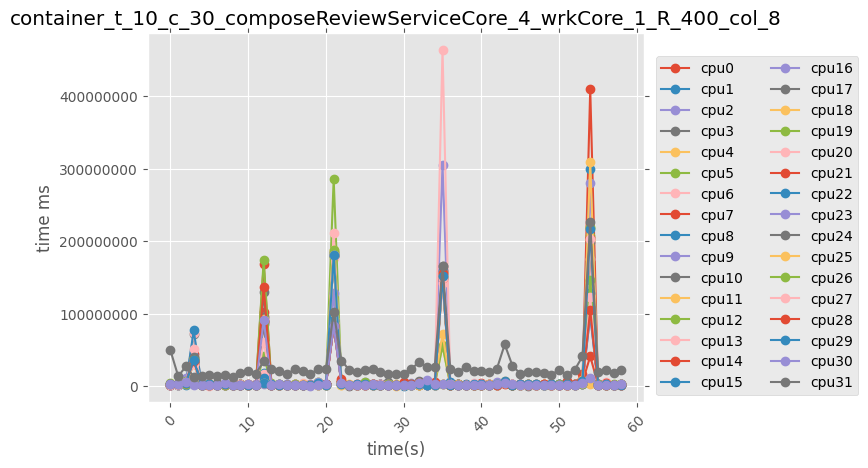 container_t_10_c_30_composeReviewServiceCore_4_wrkCore_1_R_400_col_8
time ms
400000000
300000000
200000000
100000000
0
0
10
20
30
40
50
60
time(s)
cpu0
cpu1
cpu2
cpu3
cpu4
cpu5
cpu6
cpu7
cpu8
cpu9
cpu10
cpu11
cpu12
cpu13
cpu14
cpu15
cpu16
cpu17
cpu18
cpu19
cpu20
cpu21
cpu22
cpu23
cpu24
cpu25
cpu26
cpu27
cpu28
cpu29
cpu30
cpu31